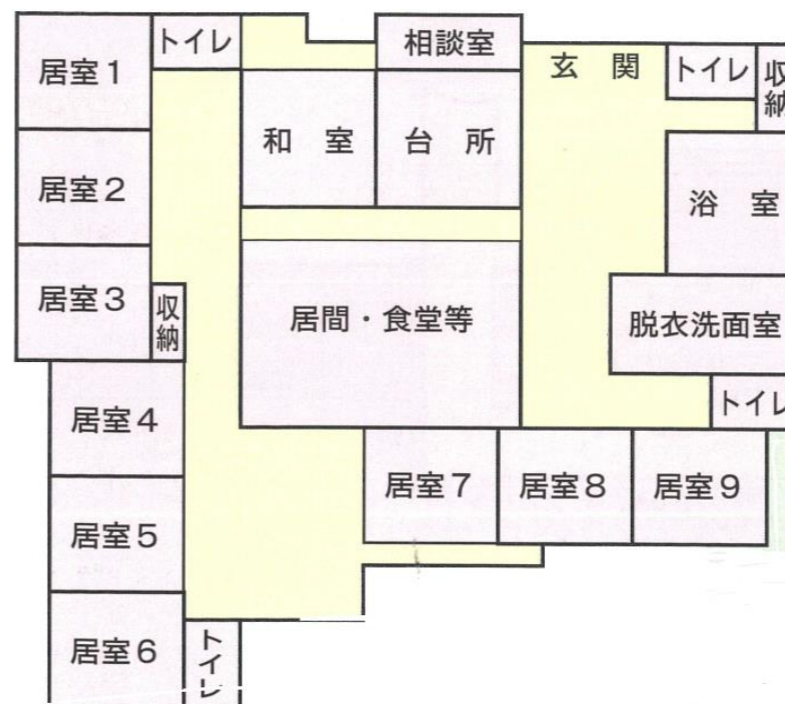 居室1
トイレ
相談室
玄 関
トイレ
収納
和 室
台 所
居室2
浴 室
居室3
収納
居間・食堂等
脱衣洗面室
居室4
トイレ
居室7
居室8
居室9
居室5
居室6
トイレ